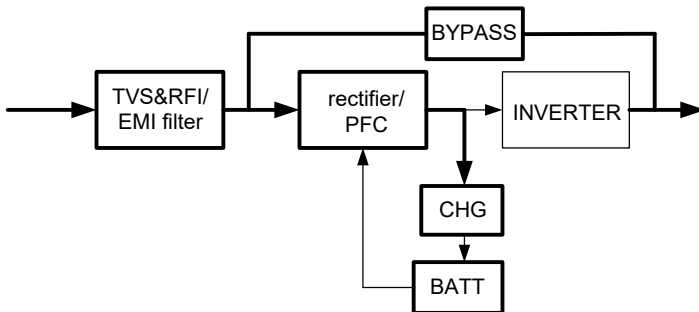 BYPASS
TVS&RFI/
EMI filter
rectifier/
PFC
INVERTER
CHG
BATT